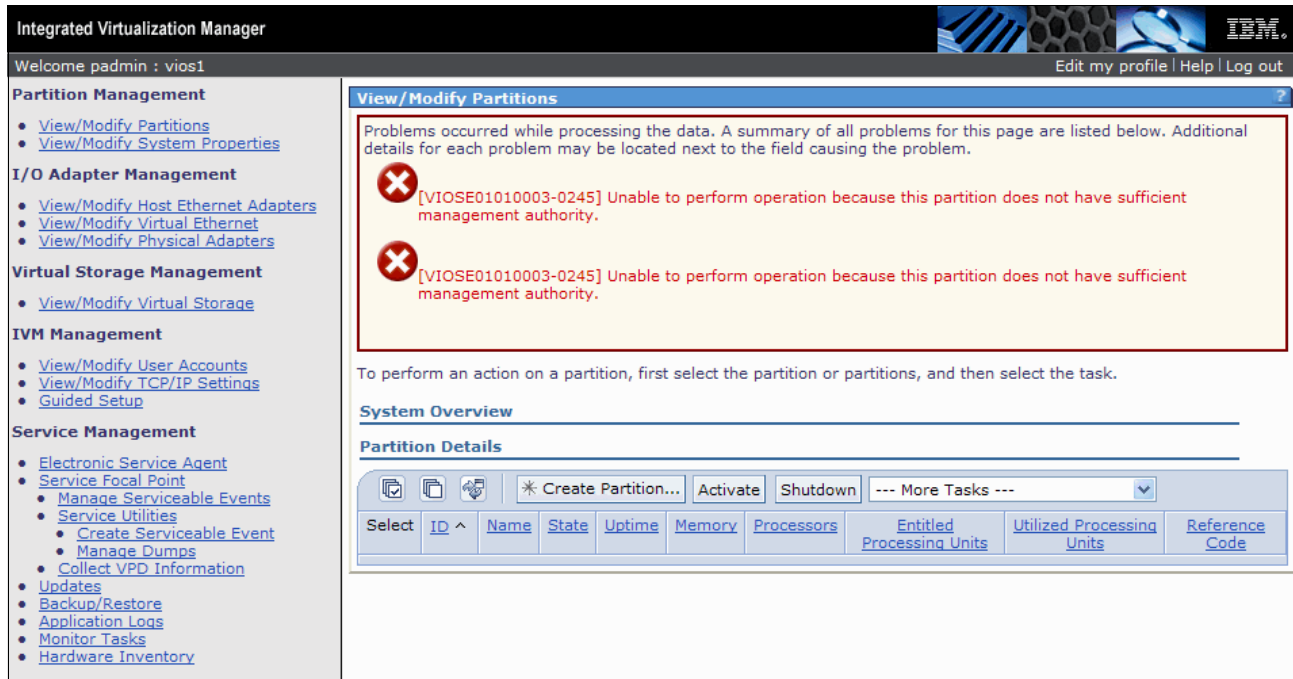 Integrated Virtualization Manager
IBM.
Welcome padmin : vios1
Edit my profile | Help | Log out
Partition Management
View/Modify Partitions
View/Modify System Properties
I/O Adapter Management
View/Modify Host Ethernet Adapters
View/Modify Virtual Ethernet
View/Modify Physical Adapters
Virtual Storage Management
View/Modify Virtual Storage
IVM Management
View/Modify User Accounts
View/Modify TCP/IP Settings
Guided Setup
Service Management
Electronic Service Agent
Service Focal Point
Manage Serviceable Events
Service Utilities
Create Serviceable Event
Manage Dumps
Collect VPD Information
Updates
Backup/Restore
Application Logs
Monitor Tasks
Hardware Inventory
View/Modify Partitions
?
Problems occurred while processing the data. A summary of all problems for this page are listed below. Additional
details for each problem may be located next to the field causing the problem.
[VIOSE01010003-0245] Unable to perform operation because this partition does not have sufficient
management authority.
[VIOSE01010003-0245] Unable to perform operation because this partition does not have sufficient
management authority.
To perform an action on a partition, first select the partition or partitions, and then select the task.
System Overview
Partition Details
Create Partition... Activate Shutdown --- More Tasks ---
Select ID ^ Name State Uptime Memory Processors Entitled Processing Units Utilized Processing Units Reference Code